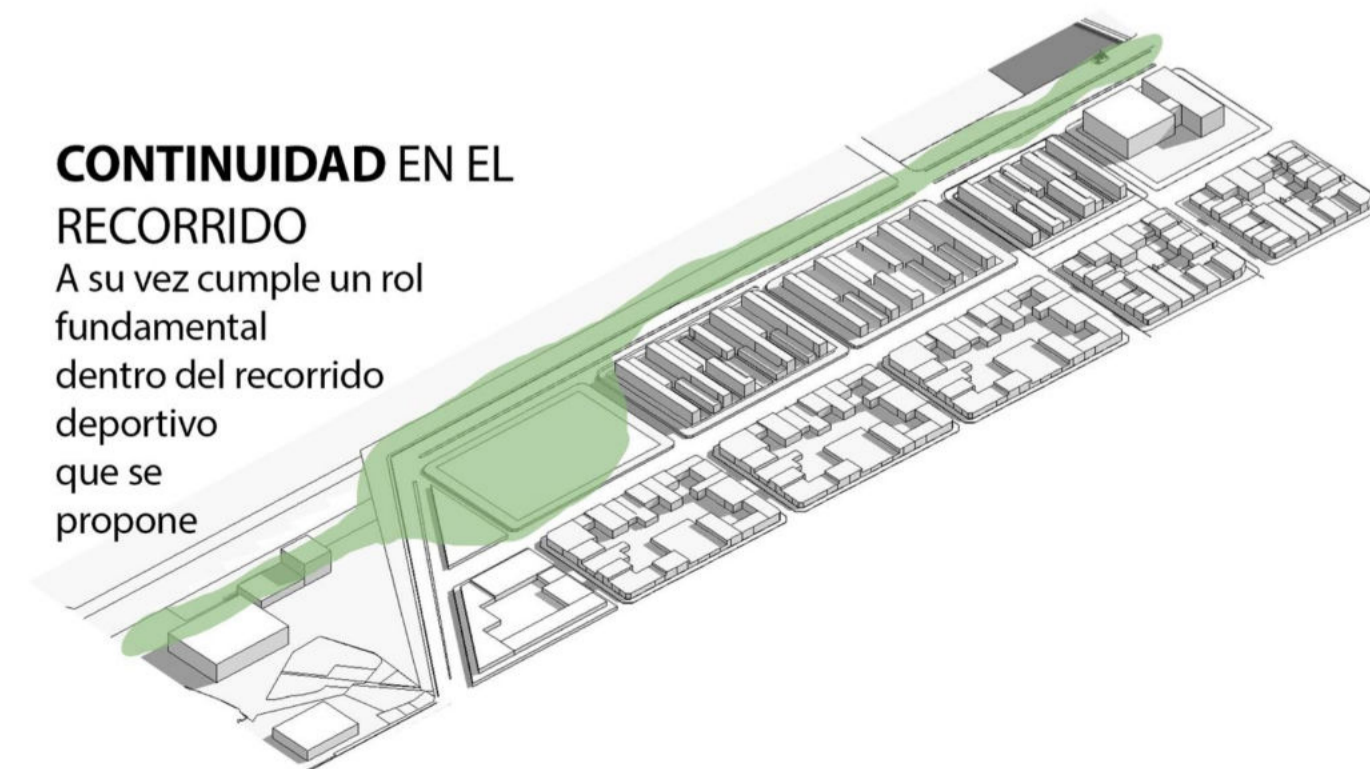 CONTINUIDAD EN EL
RECORRIDO
A su vez cumple un rol
fundamental
dentro del recorrido
deportivo
que se
propone